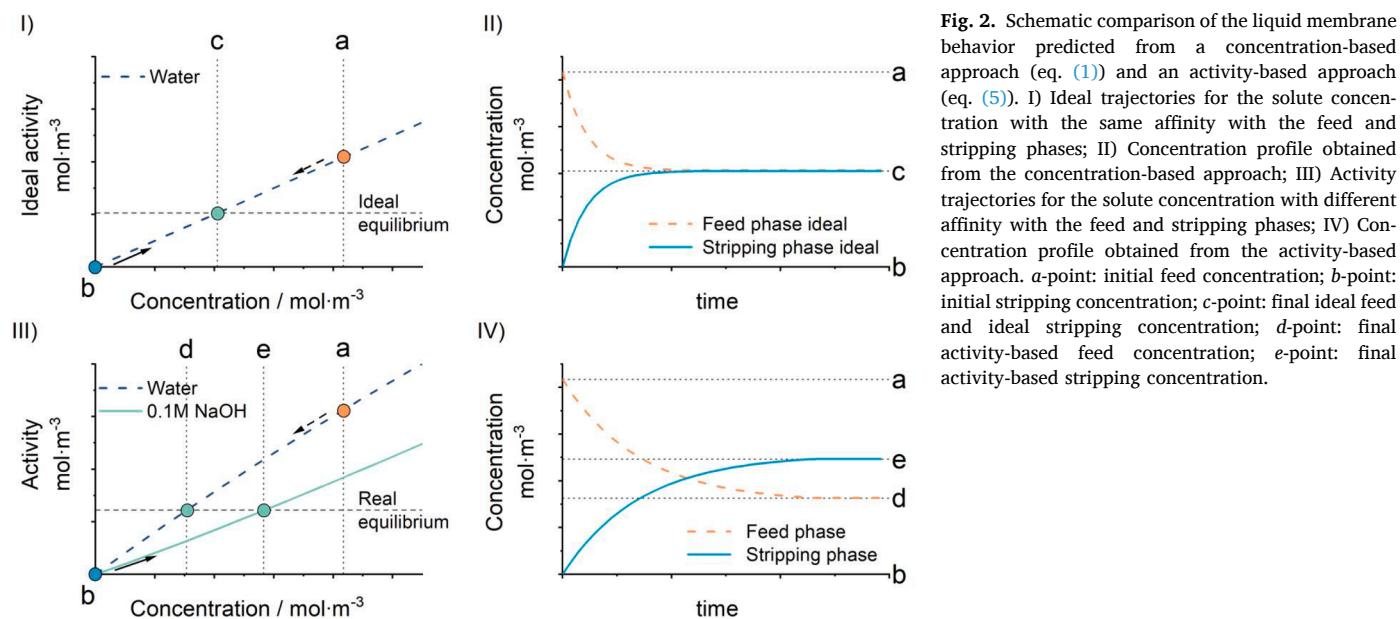 I)
c
a
Water
Ideal activity
mol·m⁻³
Ideal
equilibrium
b
Concentration / mol·m⁻³
II)
Concentration
mol·m⁻³
a
c
Feed phase ideal
Stripping phase ideal
b
time
III)
d
e
a
Water
0.1M NaOH
Activity
mol·m⁻³
Real
equilibrium
b
Concentration / mol·m⁻³
IV)
Concentration
mol·m⁻³
a
e
d
Feed phase
Stripping phase
b
time
Fig. 2. Schematic comparison of the liquid membrane
behavior predicted from a concentration-based
approach (eq. (1)) and an activity-based approach
(eq. (5)). I) Ideal trajectories for the solute concen-
tration with the same affinity with the feed and
stripping phases; II) Concentration profile obtained
from the concentration-based approach; III) Activity
trajectories for the solute concentration with different
affinity with the feed and stripping phases; IV) Con-
centration profile obtained from the activity-based
approach. a-point: initial feed concentration; b-point:
initial stripping concentration; c-point: final ideal feed
and ideal stripping concentration; d-point: final
activity-based feed concentration; e-point: final
activity-based stripping concentration.